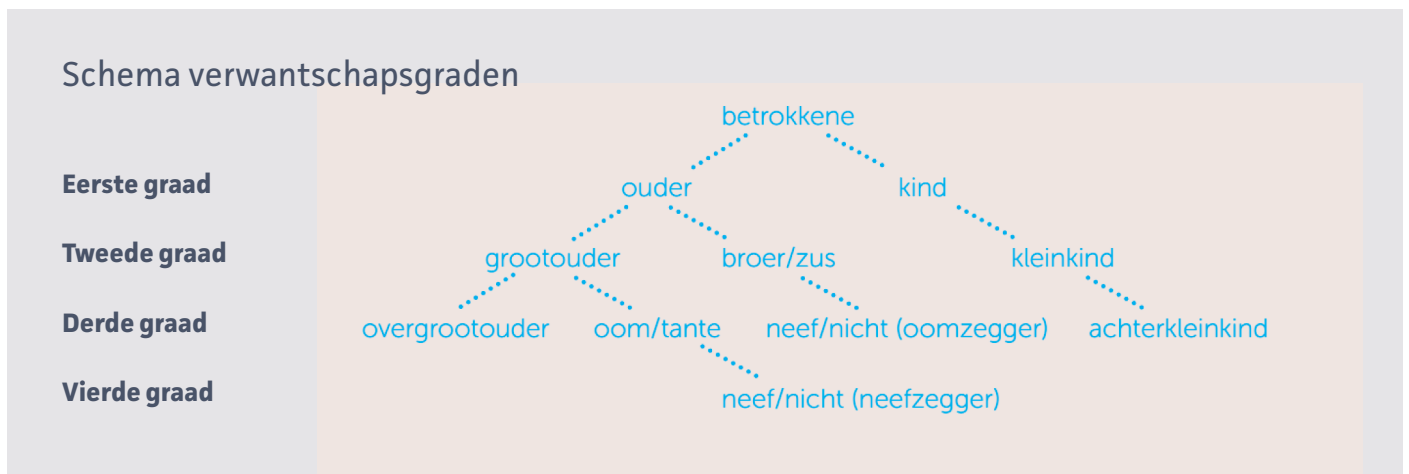 Schema verwantschapsgraden
betrokkene
Eerste graad ouder kind
Tweede graad grootouder broer/zus kleinkind
Derde graad overgrootouder oom/tante neef/nicht (oomzegger) achterkleinkind
Vierde graad neef/nicht (neefzegger)